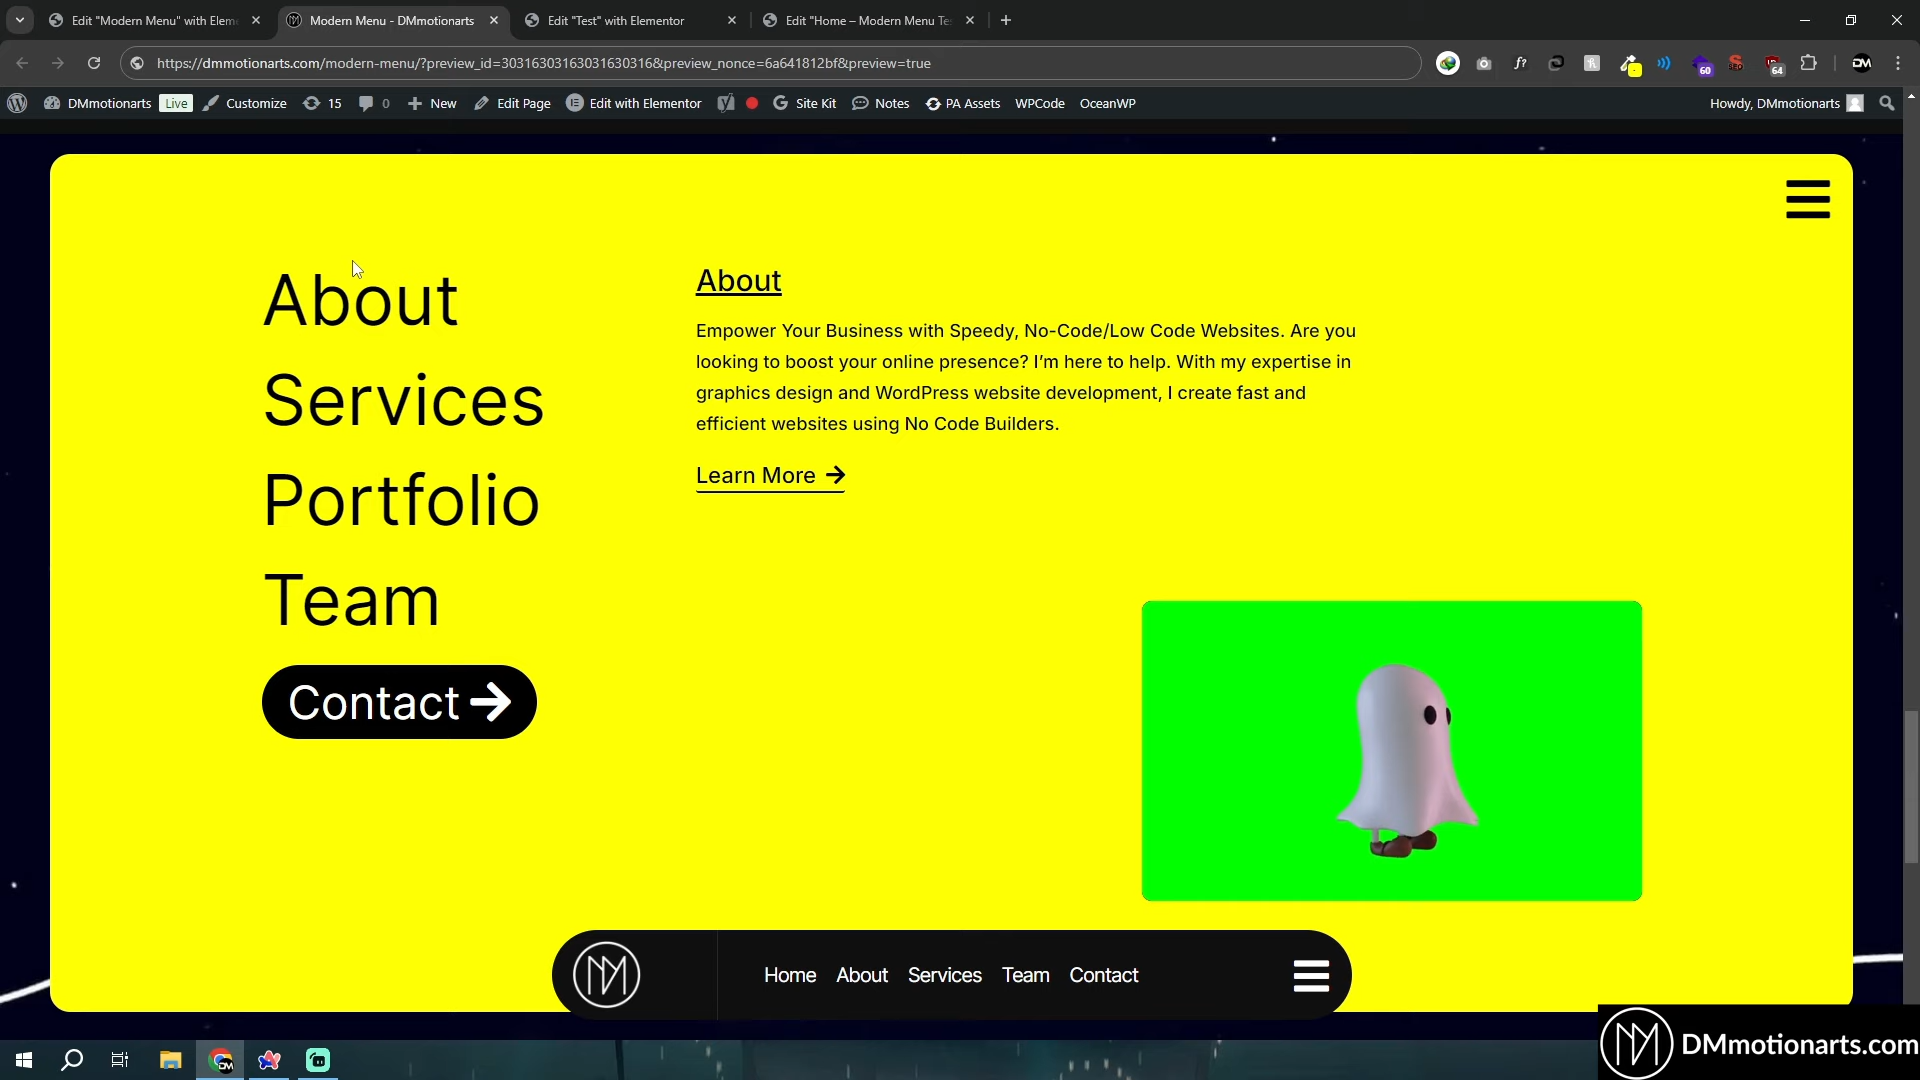 Edit "Modern Menu" with Eleme
Modern Menu - DMmotionarts
Edit "Test" with Elementor
Edit "Home – Modern Menu Te
https://dmmotionarts.com/modern-menu/?preview_id=30316303163031630316&preview_nonce=6a641812bf&preview=true
60
64
DM
DMmotionarts
Live
Customize
15
0
New
Edit Page
Edit with Elementor
Site Kit
Notes
PA Assets
WPCode
OceanWP
Howdy, DMmotionarts
About
Services
Portfolio
Team
Contact
About
Empower Your Business with Speedy, No-Code/Low Code Websites. Are you
looking to boost your online presence? I’m here to help. With my expertise in
graphics design and WordPress website development, I create fast and
efficient websites using No Code Builders.
Learn More
Home
About
Services
Team
Contact
DMmotionarts.com